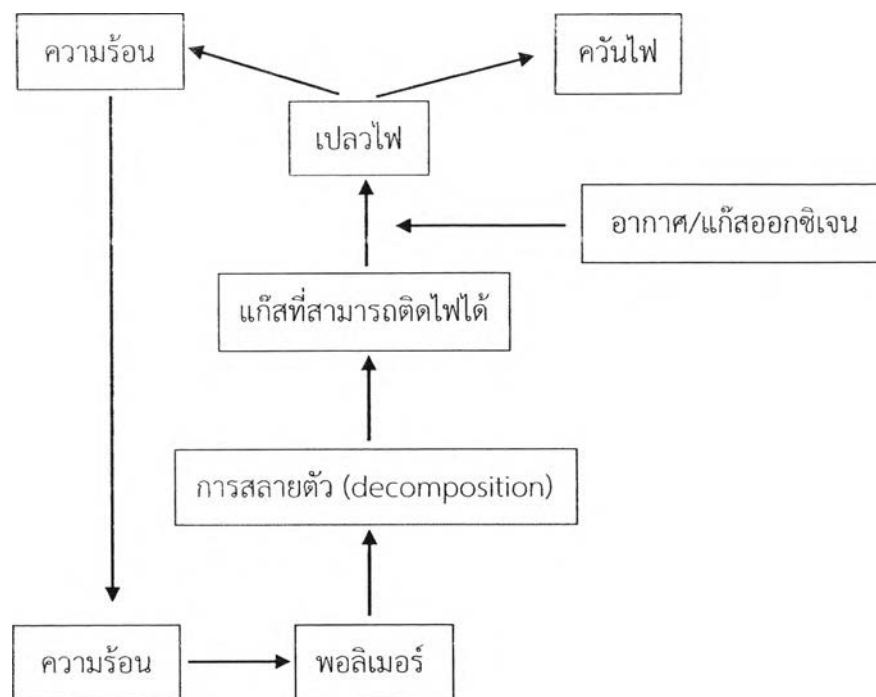 ความร้อน
ควันไฟ
เปลวไฟ
อากาศ/แก๊สออกซิเจน
แก๊สที่สามารถติดไฟได้
การสลายตัว (decomposition)
ความร้อน
พอลิเมอร์